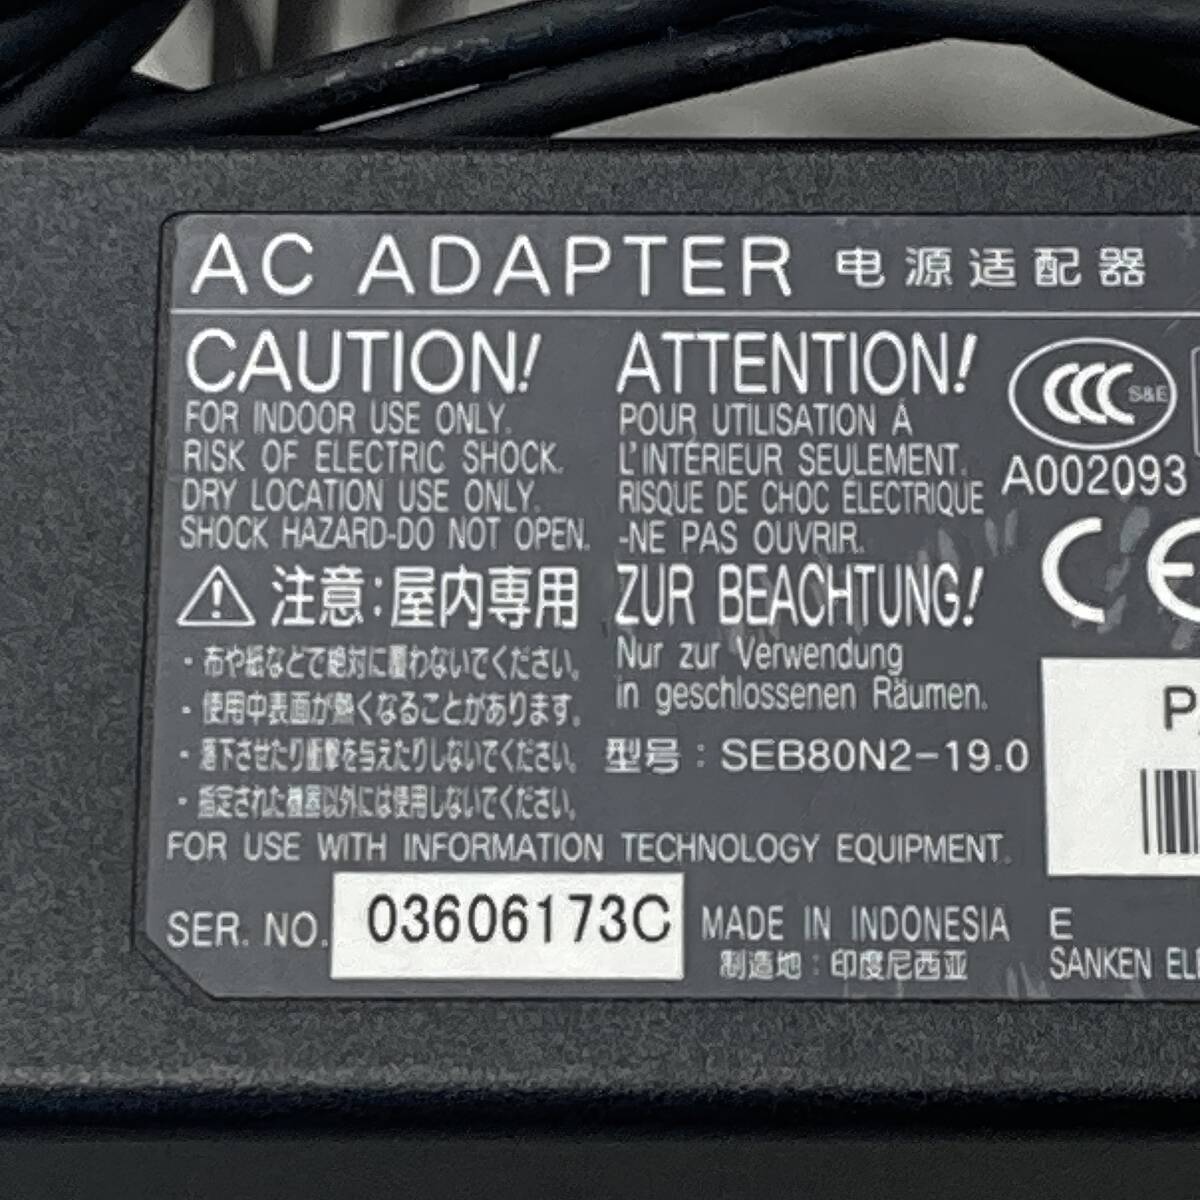 AC ADAPTER 电源适配器
CAUTION!
FOR INDOOR USE ONLY.
RISK OF ELECTRIC SHOCK.
DRY LOCATION USE ONLY.
SHOCK HAZARD-DO NOT OPEN.
注意:屋内専用
・布や紙などで絶対に覆わないでください。
・使用中表面が熱くなることがあります。
・落下させたり衝撃を与えたりしないでください。
・指定された機器以外には使用しないでください。
ATTENTION!
POUR UTILISATION À
L'INTÉRIEUR SEULEMENT.
RISQUE DE CHOC ÉLECTRIQUE
-NE PAS OUVRIR.
ZUR BEACHTUNG!
Nur zur Verwendung
in geschlossenen Räumen.
型号:SEB80N2-19.0
CCC S&E
A002093
CE
P
FOR USE WITH INFORMATION TECHNOLOGY EQUIPMENT.
SER. NO. 03606173C
MADE IN INDONESIA
制造地:印度尼西亚
E
SANKEN